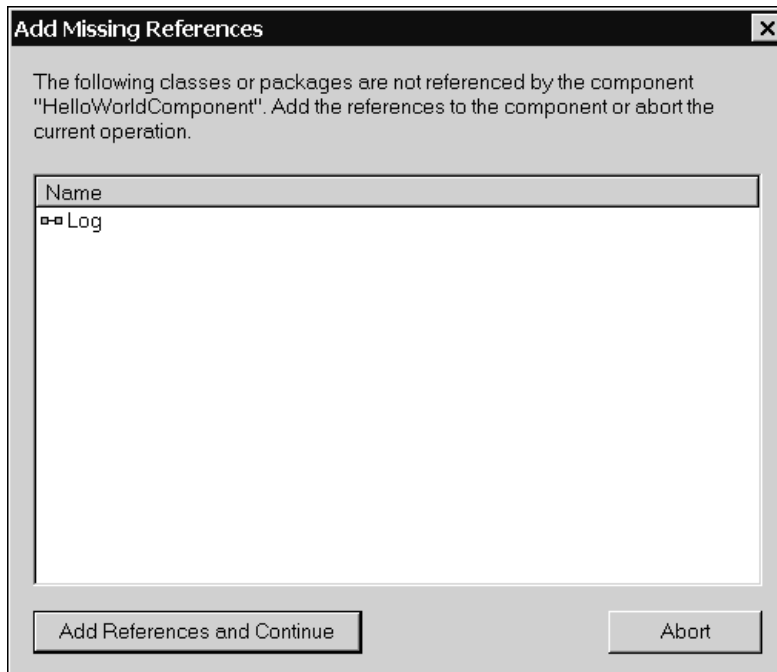 Add Missing References
The following classes or packages are not referenced by the component
"HelloWorldComponent". Add the references to the component or abort the
current operation.
Name
Log
Add References and Continue
Abort